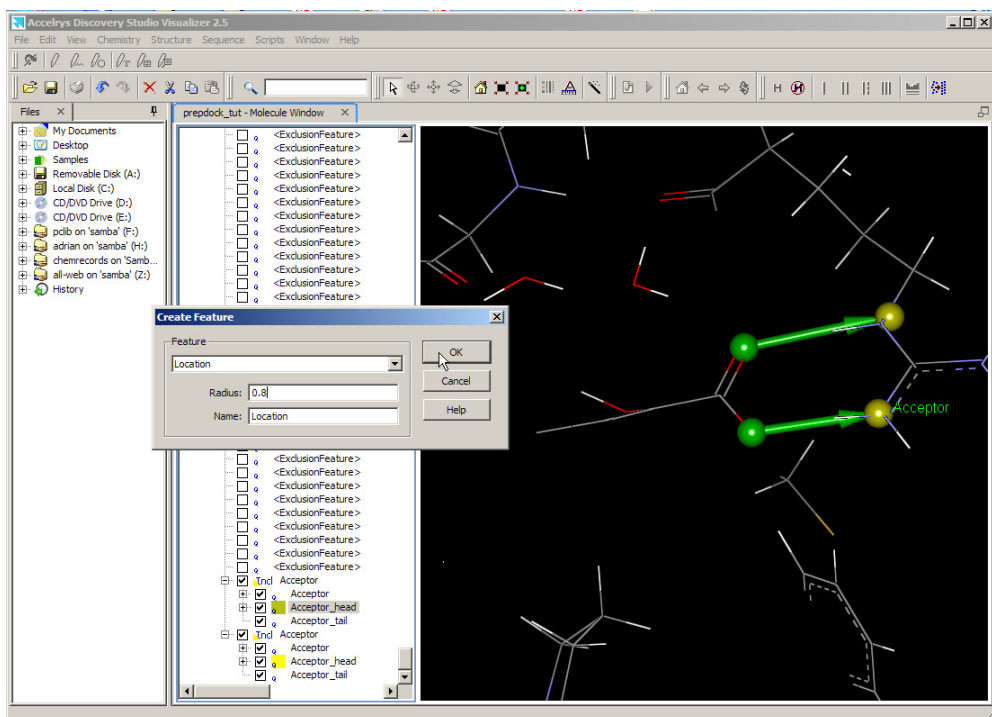 Accelrys Discovery Studio Visualizer 2.5
File Edit View Chemistry Structure Sequence Scripts Window Help
Files
prepdock_tut - Molecule Window
My Documents
Desktop
Samples
Removable Disk (A:)
Local Disk (C:)
CD/DVD Drive (D:)
CD/DVD Drive (E:)
pclib on 'samba' (F:)
adrian on 'samba' (H:)
chemrecords on 'Samb...
all-web on 'samba' (Z:)
History
<ExclusionFeature>
<ExclusionFeature>
<ExclusionFeature>
<ExclusionFeature>
<ExclusionFeature>
<ExclusionFeature>
<ExclusionFeature>
<ExclusionFeature>
<ExclusionFeature>
<ExclusionFeature>
<ExclusionFeature>
<ExclusionFeature>
<ExclusionFeature>
Create Feature
Feature
Location
Radius: 0.8
Name: Location
OK
Cancel
Help
<ExclusionFeature>
<ExclusionFeature>
<ExclusionFeature>
<ExclusionFeature>
<ExclusionFeature>
<ExclusionFeature>
<ExclusionFeature>
<ExclusionFeature>
<ExclusionFeature>
Incl Acceptor
Acceptor
Acceptor_head
Acceptor_tail
Incl Acceptor
Acceptor
Acceptor_head
Acceptor_tail
Acceptor
H
H